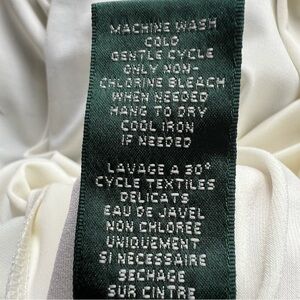 MACHINE WASH
COLD
GENTLE CYCLE
ONLY NON-
CHLORINE BLEACH
WHEN NEEDED
HANG TO DRY
COOL IRON
IF NEEDED
LAVAGE A 30°
CYCLE TEXTILES
DELICATS
EAU DE JAVEL
NON CHLOREE
UNIQUEMENT
SI NECESSAIRE
SECHAGE
SUR CINTRE